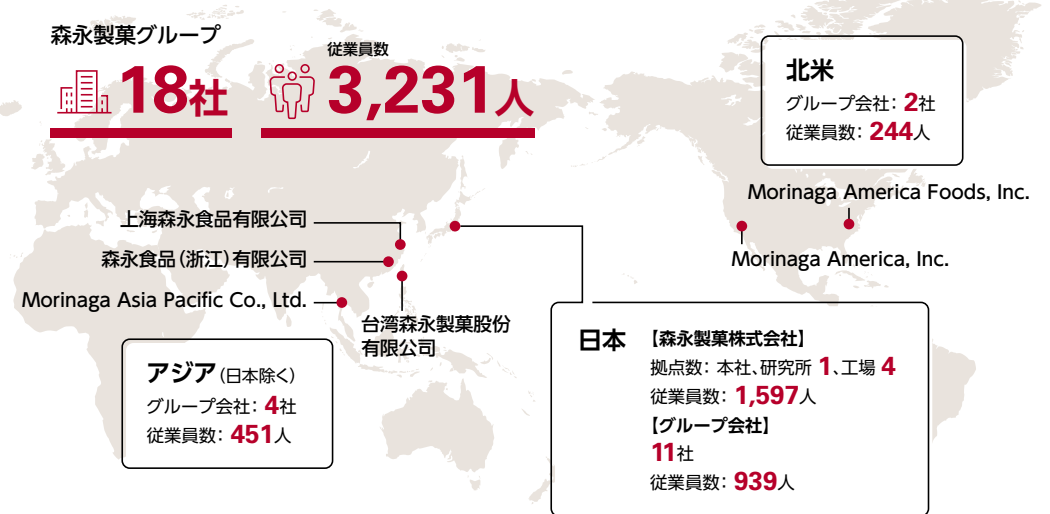 森永製菓グループ
18社
従業員数
3,231人
北米
グループ会社：2社
従業員数：244人
Morinaga America Foods, Inc.
Morinaga America, Inc.
上海森永食品有限公司
森永食品（浙江）有限公司
Morinaga Asia Pacific Co., Ltd.
台湾森永製菓股份
有限公司
アジア（日本除く）
グループ会社：4社
従業員数：451人
日本
【森永製菓株式会社】
拠点数：本社、研究所 1、工場 4
従業員数：1,597人
【グループ会社】
11社
従業員数：939人